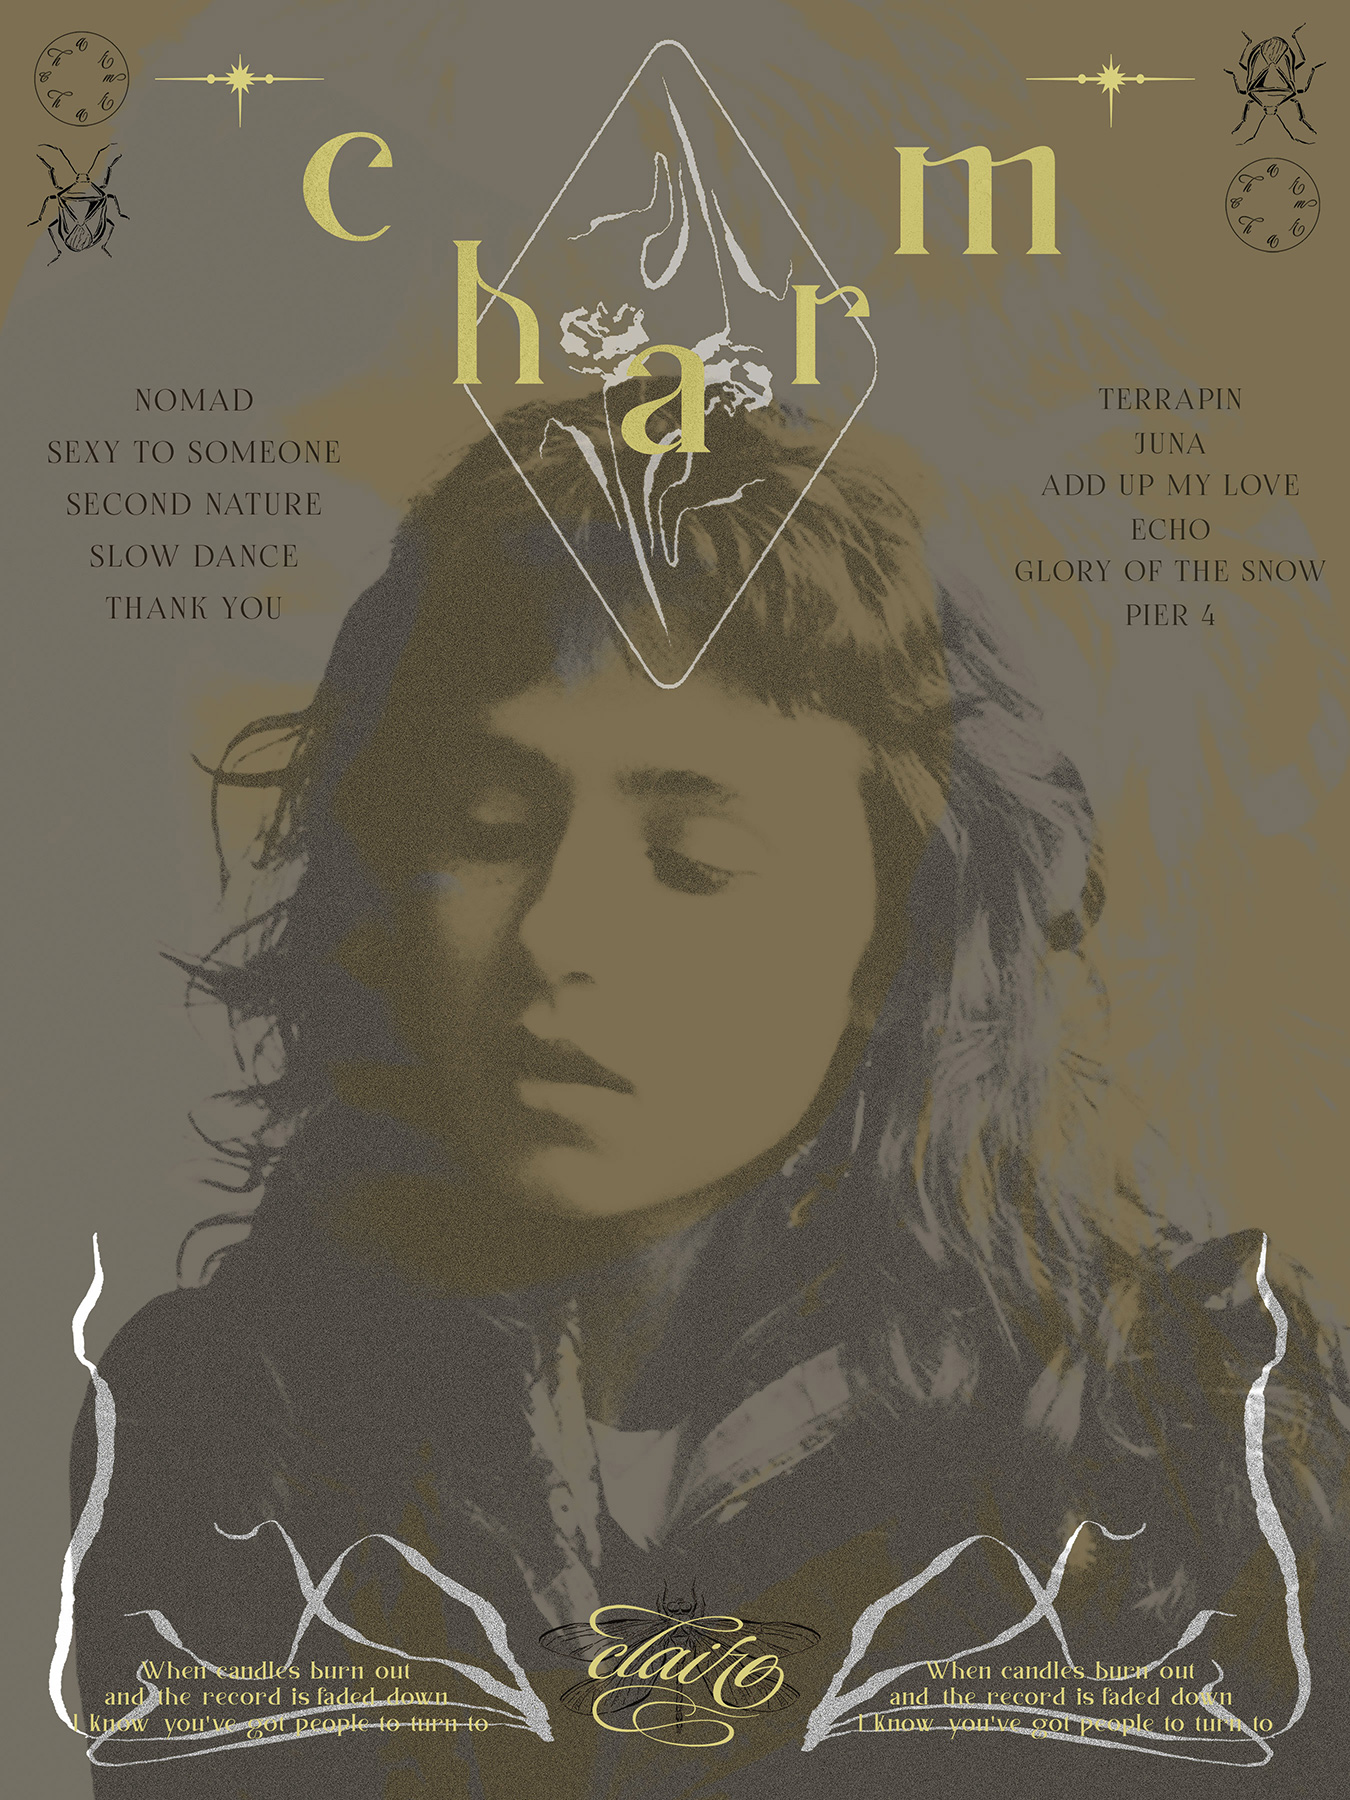 c h a r m
NOMAD
SEXY TO SOMEONE
SECOND NATURE
SLOW DANCE
THANK YOU
TERRAPIN
JUNA
ADD UP MY LOVE
ECHO
GLORY OF THE SNOW
PIER 4
When candles burn out
and the record is faded down
I know you've got people to turn to
claire
When candles burn out
and the record is faded down
I know you've got people to turn to